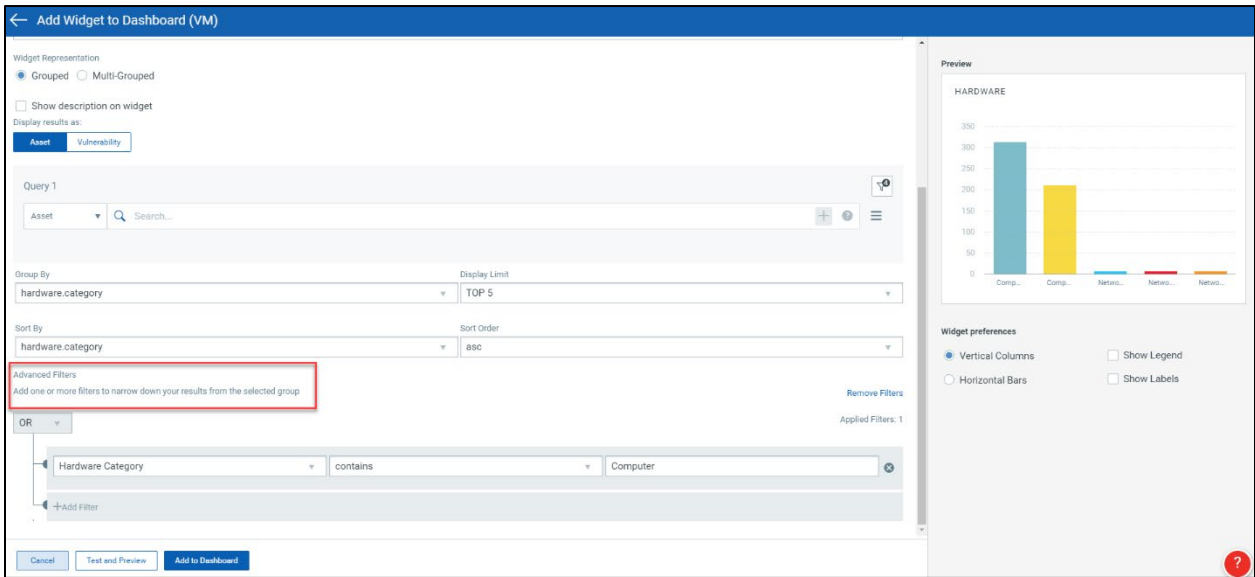 Add Widget to Dashboard (VM)
Widget Representation
Grouped Multi-Grouped
Show description on widget
Display results as:
Asset Vulnerability
Query 1
4
Asset Search...
Group By Display Limit
hardware.category TOP 5
Sort By Sort Order
hardware.category asc
Advanced Filters
Add one or more filters to narrow down your results from the selected group
Remove Filters
OR Applied Filters: 1
Hardware Category contains Computer
+Add Filter
Cancel Test and Preview Add to Dashboard
Preview
HARDWARE
350
300
250
200
150
100
50
0
Comp... Comp... Netwo... Netwo... Netwo...
Widget preferences
Vertical Columns Show Legend
Horizontal Bars Show Labels
?